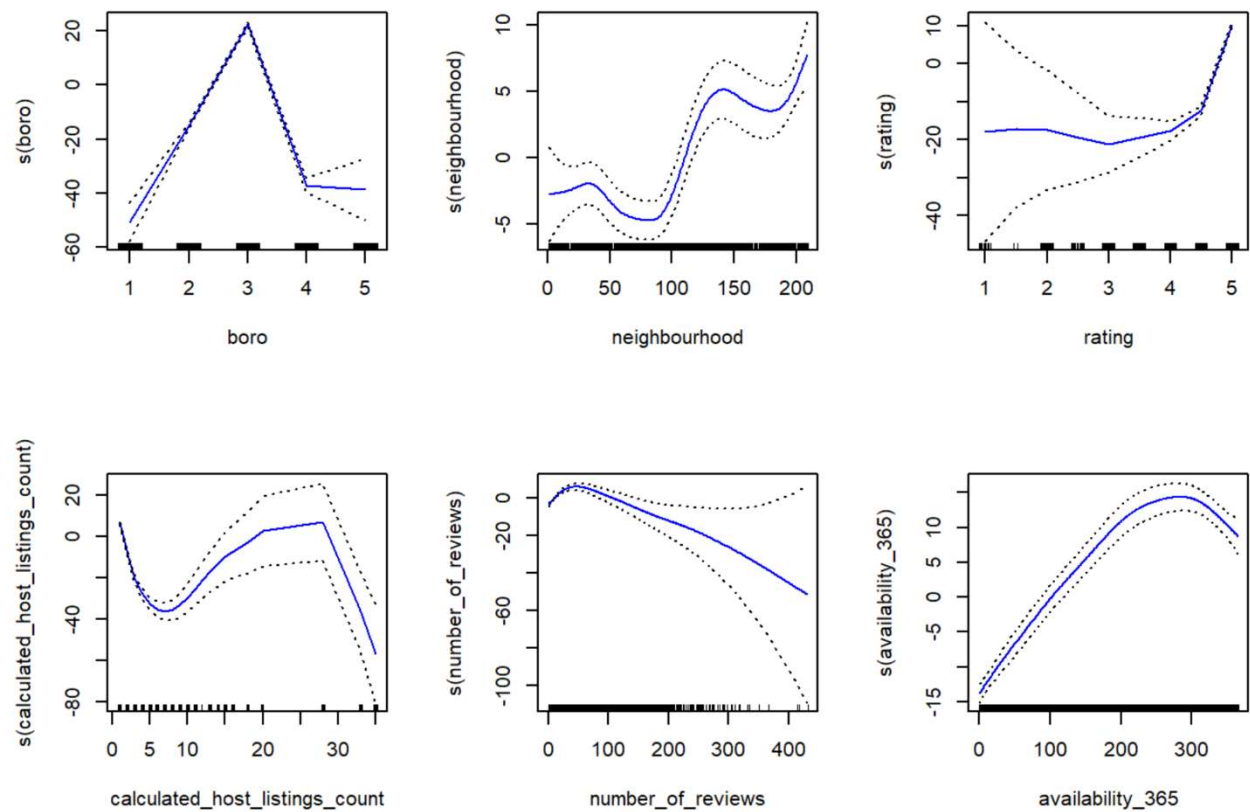 s(boro)
20
0
-20
-40
-60
1 2 3 4 5
boro
s(neighbourhood)
10
5
0
-5
0 50 100 150 200
neighbourhood
s(rating)
10
0
-20
-40
1 2 3 4 5
rating
s(calculated_host_listings_count)
20
0
-40
-80
0 5 10 20 30
calculated_host_listings_count
s(number_of_reviews)
0
-20
-60
-100
0 100 200 300 400
number_of_reviews
s(availability_365)
10
5
0
-5
-15
0 100 200 300
availability_365